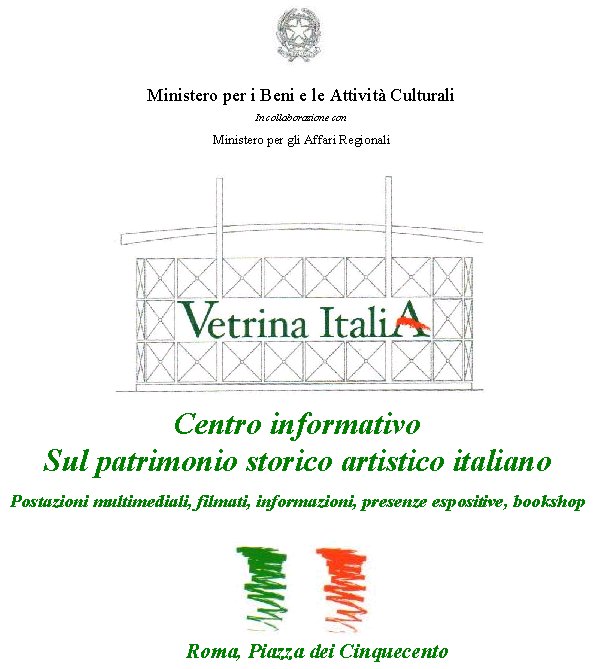 Ministero per i Beni e le Attività Culturali
In collaborazione con
Ministero per gli Affari Regionali
Vetrina ItaliA
Centro informativo
Sul patrimonio storico artistico italiano
Postazioni multimediali, filmati, informazioni, presenze espositive, bookshop
Roma, Piazza dei Cinquecento